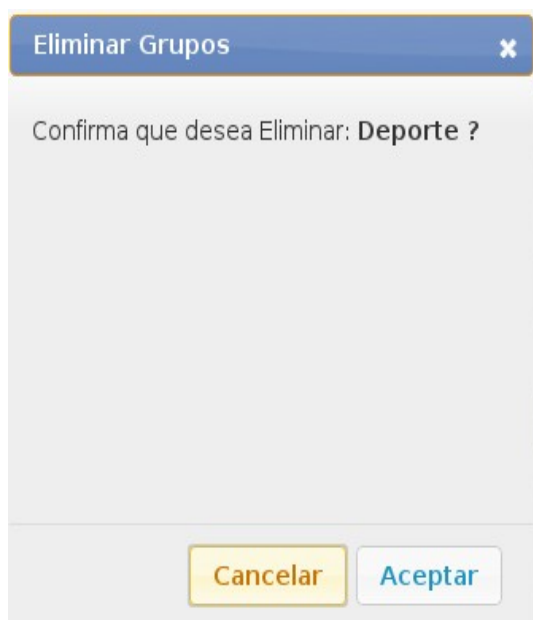 Eliminar Grupos
Confirma que desea Eliminar: Deporte ?
Cancelar Aceptar